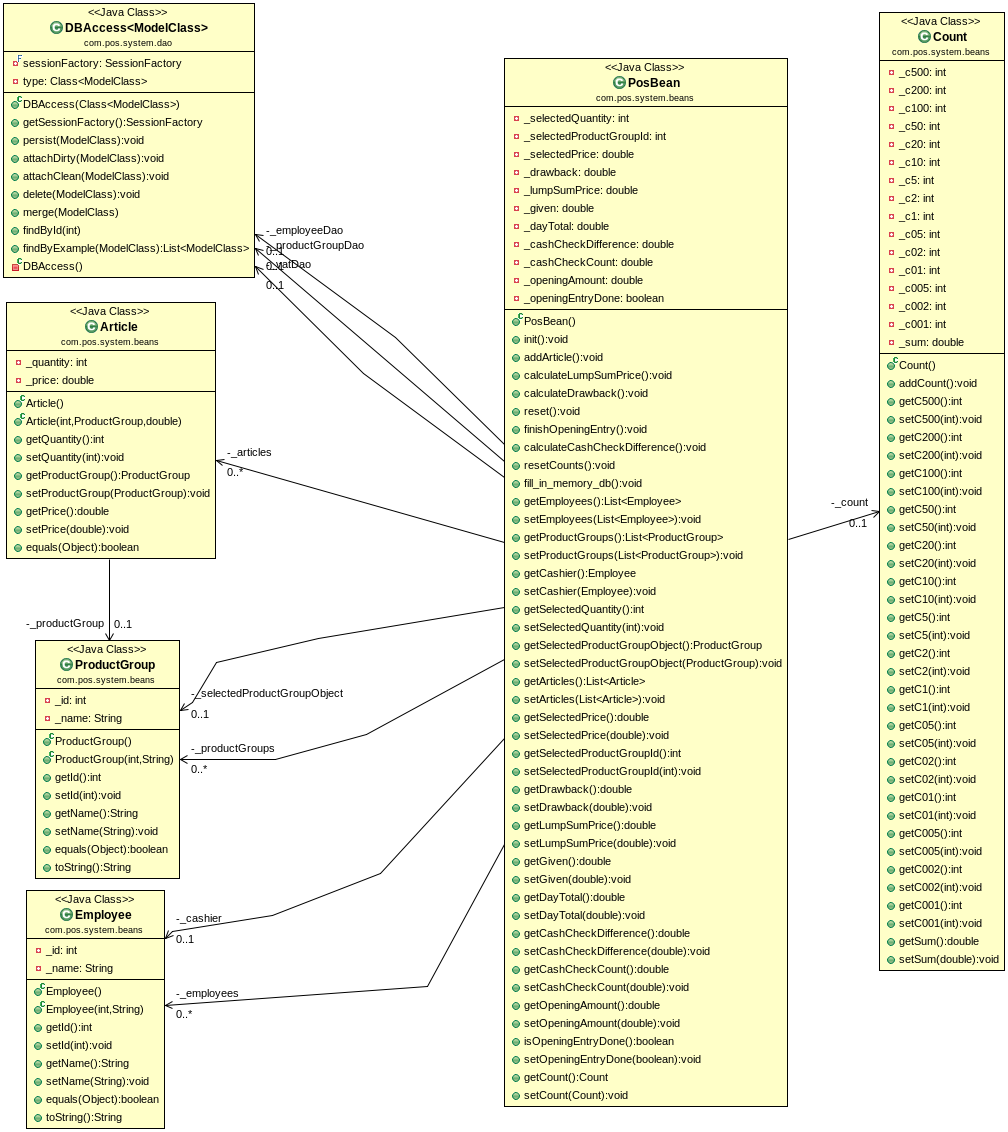 <<Java Class>>
DBAccess<ModelClass>
com.pos.system.dao
sessionFactory: SessionFactory
type: Class<ModelClass>
DBAccess(Class<ModelClass>)
getSessionFactory():SessionFactory
persist(ModelClass):void
attachDirty(ModelClass):void
attachClean(ModelClass):void
delete(ModelClass):void
merge(ModelClass)
findById(int)
findByExample(ModelClass):List<ModelClass>
DBAccess()
<<Java Class>>
Article
com.pos.system.beans
_quantity: int
_price: double
Article()
Article(int,ProductGroup,double)
getQuantity():int
setQuantity(int):void
getProductGroup():ProductGroup
setProductGroup(ProductGroup):void
getPrice():double
setPrice(double):void
equals(Object):boolean
-_productGroup
0..1
<<Java Class>>
ProductGroup
com.pos.system.beans
_id: int
_name: String
ProductGroup()
ProductGroup(int,String)
getId():int
setId(int):void
getName():String
setName(String):void
equals(Object):boolean
toString():String
<<Java Class>>
Employee
com.pos.system.beans
_id: int
_name: String
Employee()
Employee(int,String)
getId():int
setId(int):void
getName():String
setName(String):void
equals(Object):boolean
toString():String
-_employeeDao
0..1
-_productGroupDao
0..1
-_vatDao
0..1
-_articles
0..*
-_selectedProductGroupObject
0..1
-_productGroups
0..*
-_cashier
0..1
-_employees
0..*
<<Java Class>>
PosBean
com.pos.system.beans
_selectedQuantity: int
_selectedProductGroupId: int
_selectedPrice: double
_drawback: double
_lumpSumPrice: double
_given: double
_dayTotal: double
_cashCheckDifference: double
_cashCheckCount: double
_openingAmount: double
_openingEntryDone: boolean
PosBean()
init():void
addArticle():void
calculateLumpSumPrice():void
calculateDrawback():void
reset():void
finishOpeningEntry():void
calculateCashCheckDifference():void
resetCounts():void
fill_in_memory_db():void
getEmployees():List<Employee>
setEmployees(List<Employee>):void
getProductGroups():List<ProductGroup>
setProductGroups(List<ProductGroup>):void
getCashier():Employee
setCashier(Employee):void
getSelectedQuantity():int
setSelectedQuantity(int):void
getSelectedProductGroupObject():ProductGroup
setSelectedProductGroupObject(ProductGroup):void
getArticles():List<Article>
setArticles(List<Article>):void
getSelectedPrice():double
setSelectedPrice(double):void
getSelectedProductGroupId():int
setSelectedProductGroupId(int):void
getDrawback():double
setDrawback(double):void
getLumpSumPrice():double
setLumpSumPrice(double):void
getGiven():double
setGiven(double):void
getDayTotal():double
setDayTotal(double):void
getCashCheckDifference():double
setCashCheckDifference(double):void
getCashCheckCount():double
setCashCheckCount(double):void
getOpeningAmount():double
setOpeningAmount(double):void
isOpeningEntryDone():boolean
setOpeningEntryDone(boolean):void
getCount():Count
setCount(Count):void
-_count
0..1
<<Java Class>>
Count
com.pos.system.beans
_c500: int
_c200: int
_c100: int
_c50: int
_c20: int
_c10: int
_c5: int
_c2: int
_c1: int
_c05: int
_c02: int
_c01: int
_c005: int
_c002: int
_c001: int
_sum: double
Count()
addCount():void
getC500():int
setC500(int):void
getC200():int
setC200(int):void
getC100():int
setC100(int):void
getC50():int
setC50(int):void
getC20():int
setC20(int):void
getC10():int
setC10(int):void
getC5():int
setC5(int):void
getC2():int
setC2(int):void
getC1():int
setC1(int):void
getC05():int
setC05(int):void
getC02():int
setC02(int):void
getC01():int
setC01(int):void
getC005():int
setC005(int):void
getC002():int
setC002(int):void
getC001():int
setC001(int):void
getSum():double
setSum(double):void